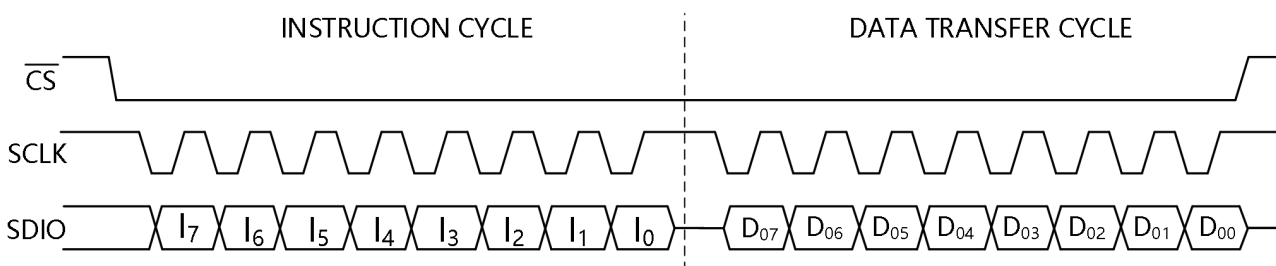 INSTRUCTION CYCLE DATA TRANSFER CYCLE
CS
SCLK
SDIO I7 I6 I5 I4 I3 I2 I1 I0 D07 D06 D05 D04 D03 D02 D01 D00